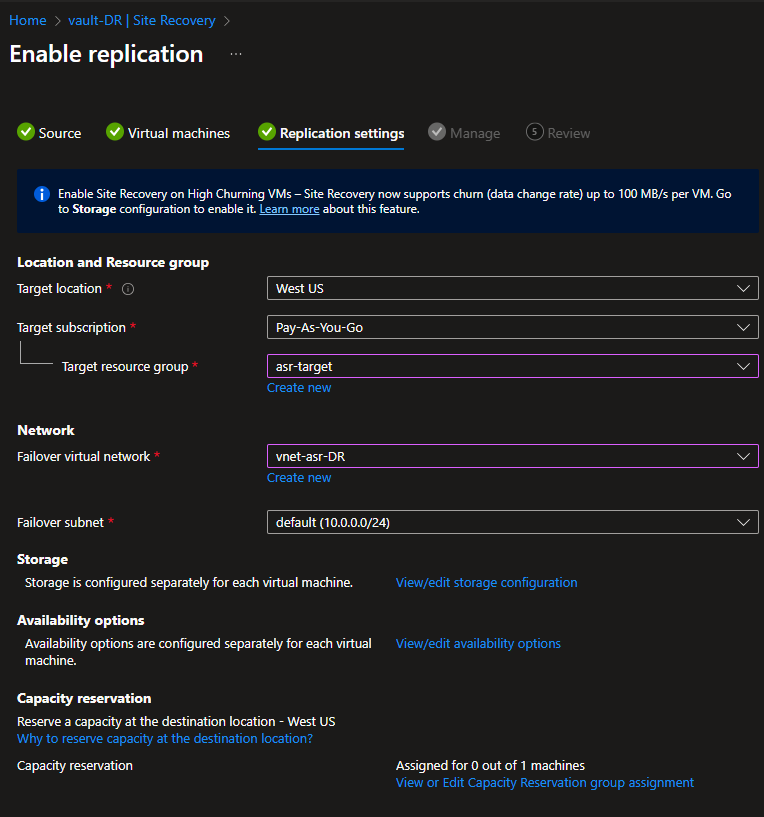 Home > vault-DR | Site Recovery >
Enable replication ...
Source Virtual machines Replication settings Manage 5 Review
Enable Site Recovery on High Churning VMs – Site Recovery now supports churn (data change rate) up to 100 MB/s per VM. Go
to Storage configuration to enable it. Learn more about this feature.
Location and Resource group
Target location * West US
Target subscription * Pay-As-You-Go
Target resource group * asr-target
Create new
Network
Failover virtual network * vnet-asr-DR
Create new
Failover subnet * default (10.0.0.0/24)
Storage
Storage is configured separately for each virtual machine. View/edit storage configuration
Availability options
Availability options are configured separately for each virtual View/edit availability options
machine.
Capacity reservation
Reserve a capacity at the destination location - West US
Why to reserve capacity at the destination location?
Capacity reservation Assigned for 0 out of 1 machines
View or Edit Capacity Reservation group assignment